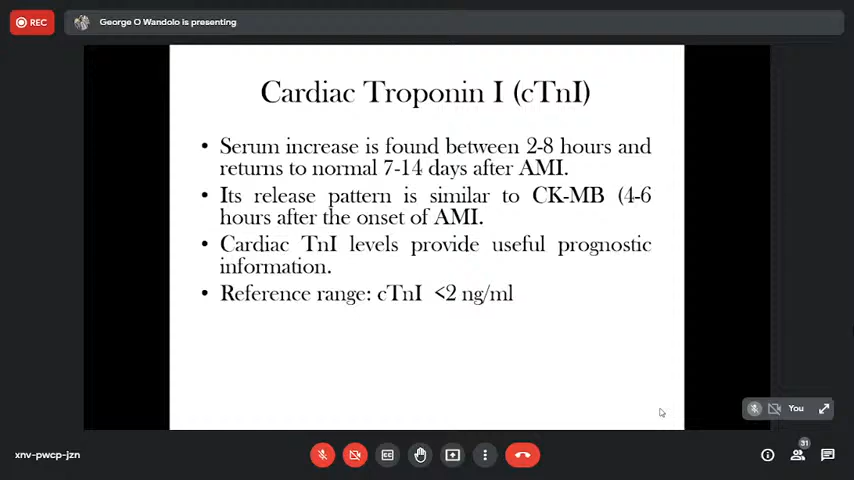 REC
George O Wandolo is presenting
Cardiac Troponin I (cTnI)
• Serum increase is found between 2-8 hours and
returns to normal 7-14 days after AMI.
• Its release pattern is similar to CK-MB (4-6
hours after the onset of AMI.
• Cardiac TnI levels provide useful prognostic
information.
• Reference range: cTnI <2 ng/ml
You
xnv-pwcp-jzn
31